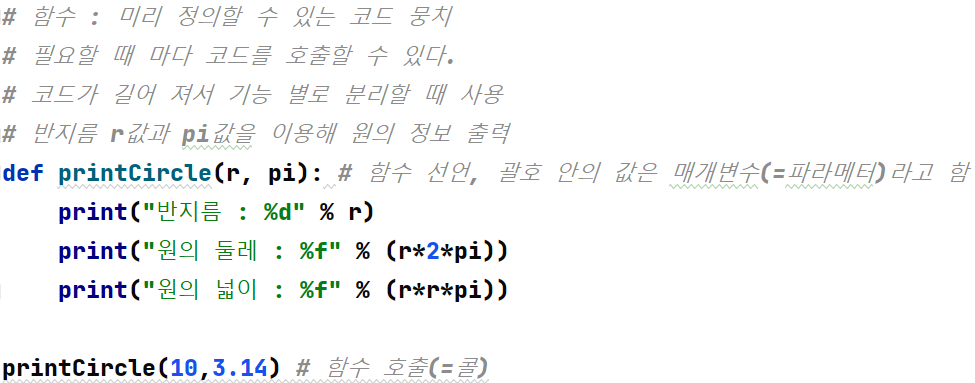 # 함수 : 미리 정의할 수 있는 코드 뭉치
# 필요할 때 마다 코드를 호출할 수 있다.
# 코드가 길어 져서 기능 별로 분리할 때 사용
# 반지름 r값과 pi값을 이용해 원의 정보 출력
def printCircle(r, pi): # 함수 선언, 괄호 안의 값은 매개변수(=파라메터)라고 함
    print("반지름 : %d" % r)
    print("원의 둘레 : %f" % (r*2*pi))
    print("원의 넓이 : %f" % (r*r*pi))
printCircle(10,3.14) # 함수 호출(=콜)